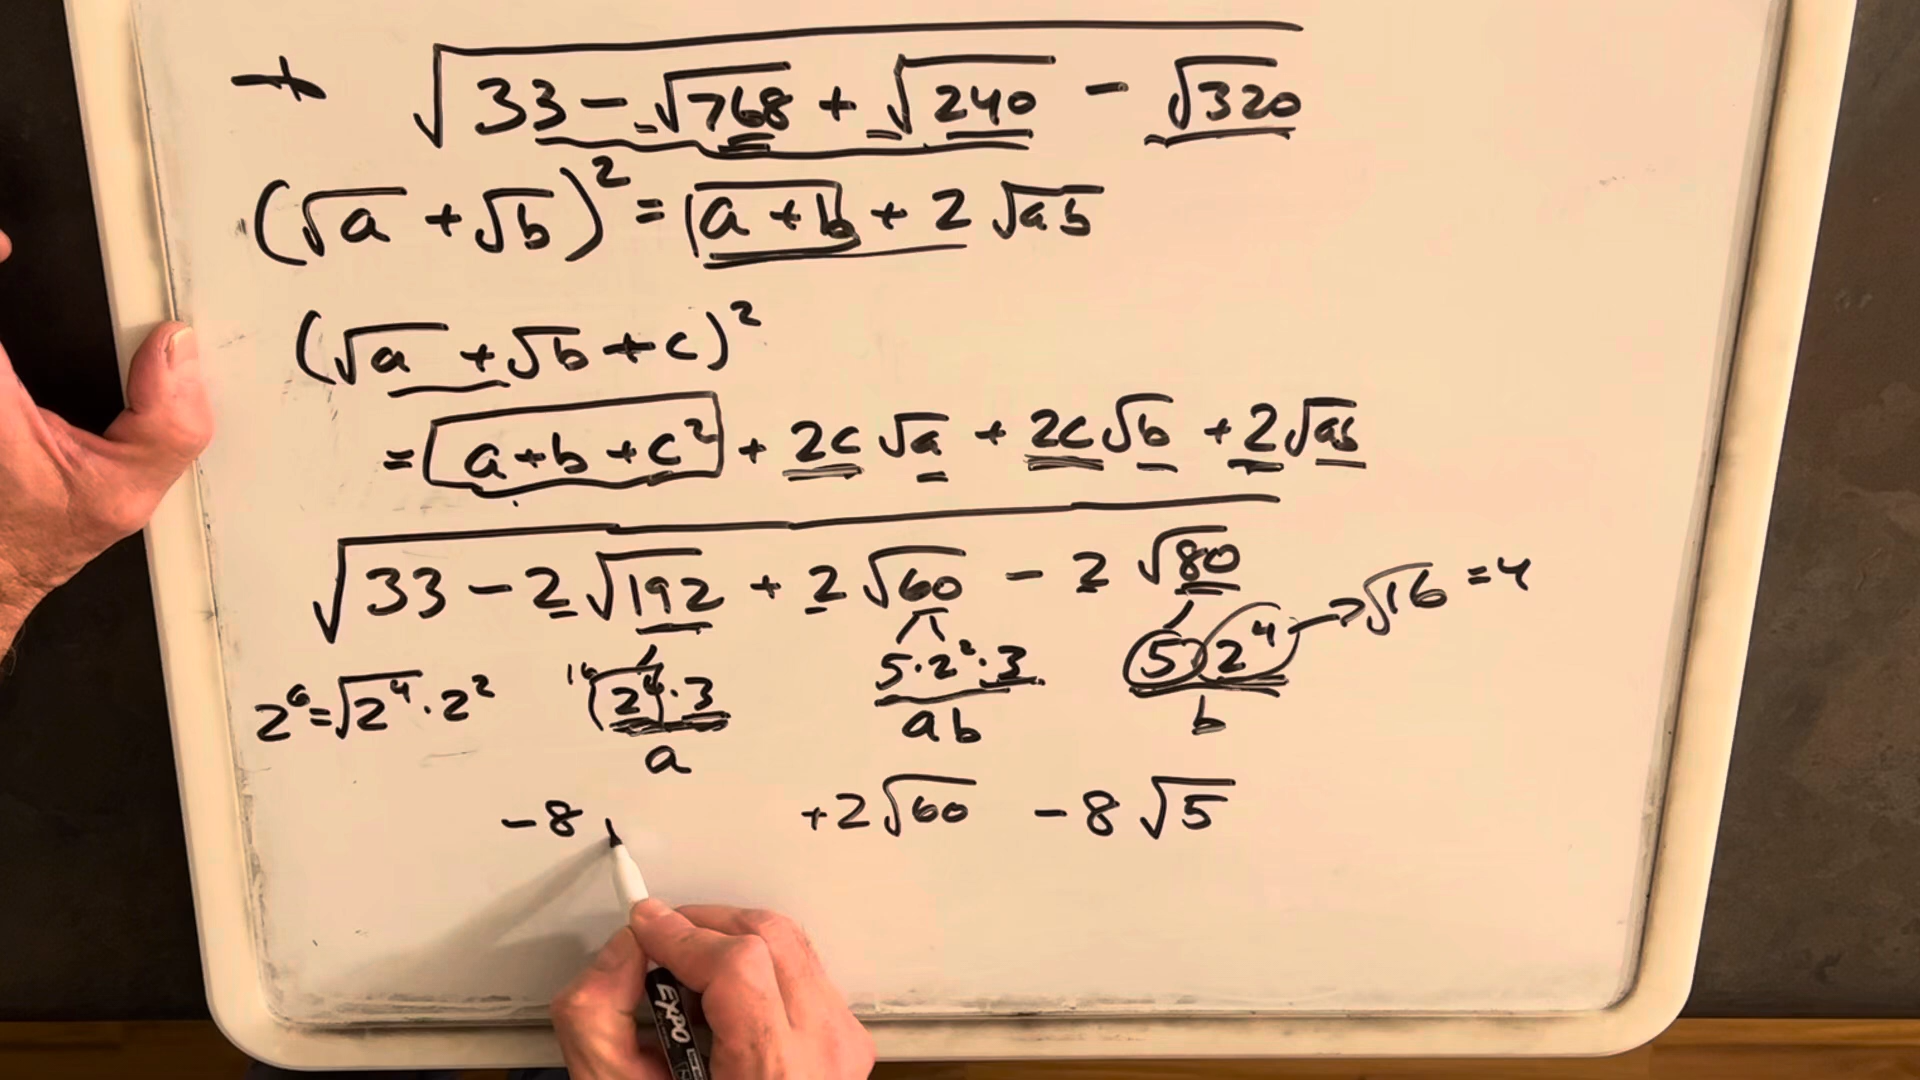 + √(33 - √768 + √240 - √320)
(√a + √b)² = a + b + 2√ab
(√a + √b + c)²
= a + b + c² + 2c√a + 2c√b + 2√ab
√(33 - 2√192 + 2√60 - 2√80) → √16 = 4
2⁶ = √2⁴ · 2² 16 2⁴ · 3 5 · 2² · 3 5 2⁴
a ab b
-8 +2√60 -8√5
EXPO